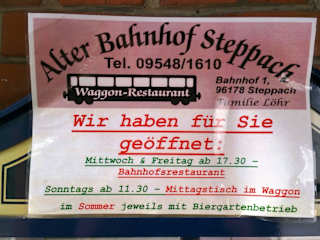 Alter Bahnhof Steppach
Tel. 09548/1610
Waggon-Restaurant
Bahnhof 1,
96178 Steppach
Familie Löhr
Wir haben für Sie
geöffnet:
Mittwoch & Freitag ab 17.30 –
Bahnhofsrestaurant
Sonntags ab 11.30 – Mittagstisch im Waggon
im Sommer jeweils mit Biergartenbetrieb